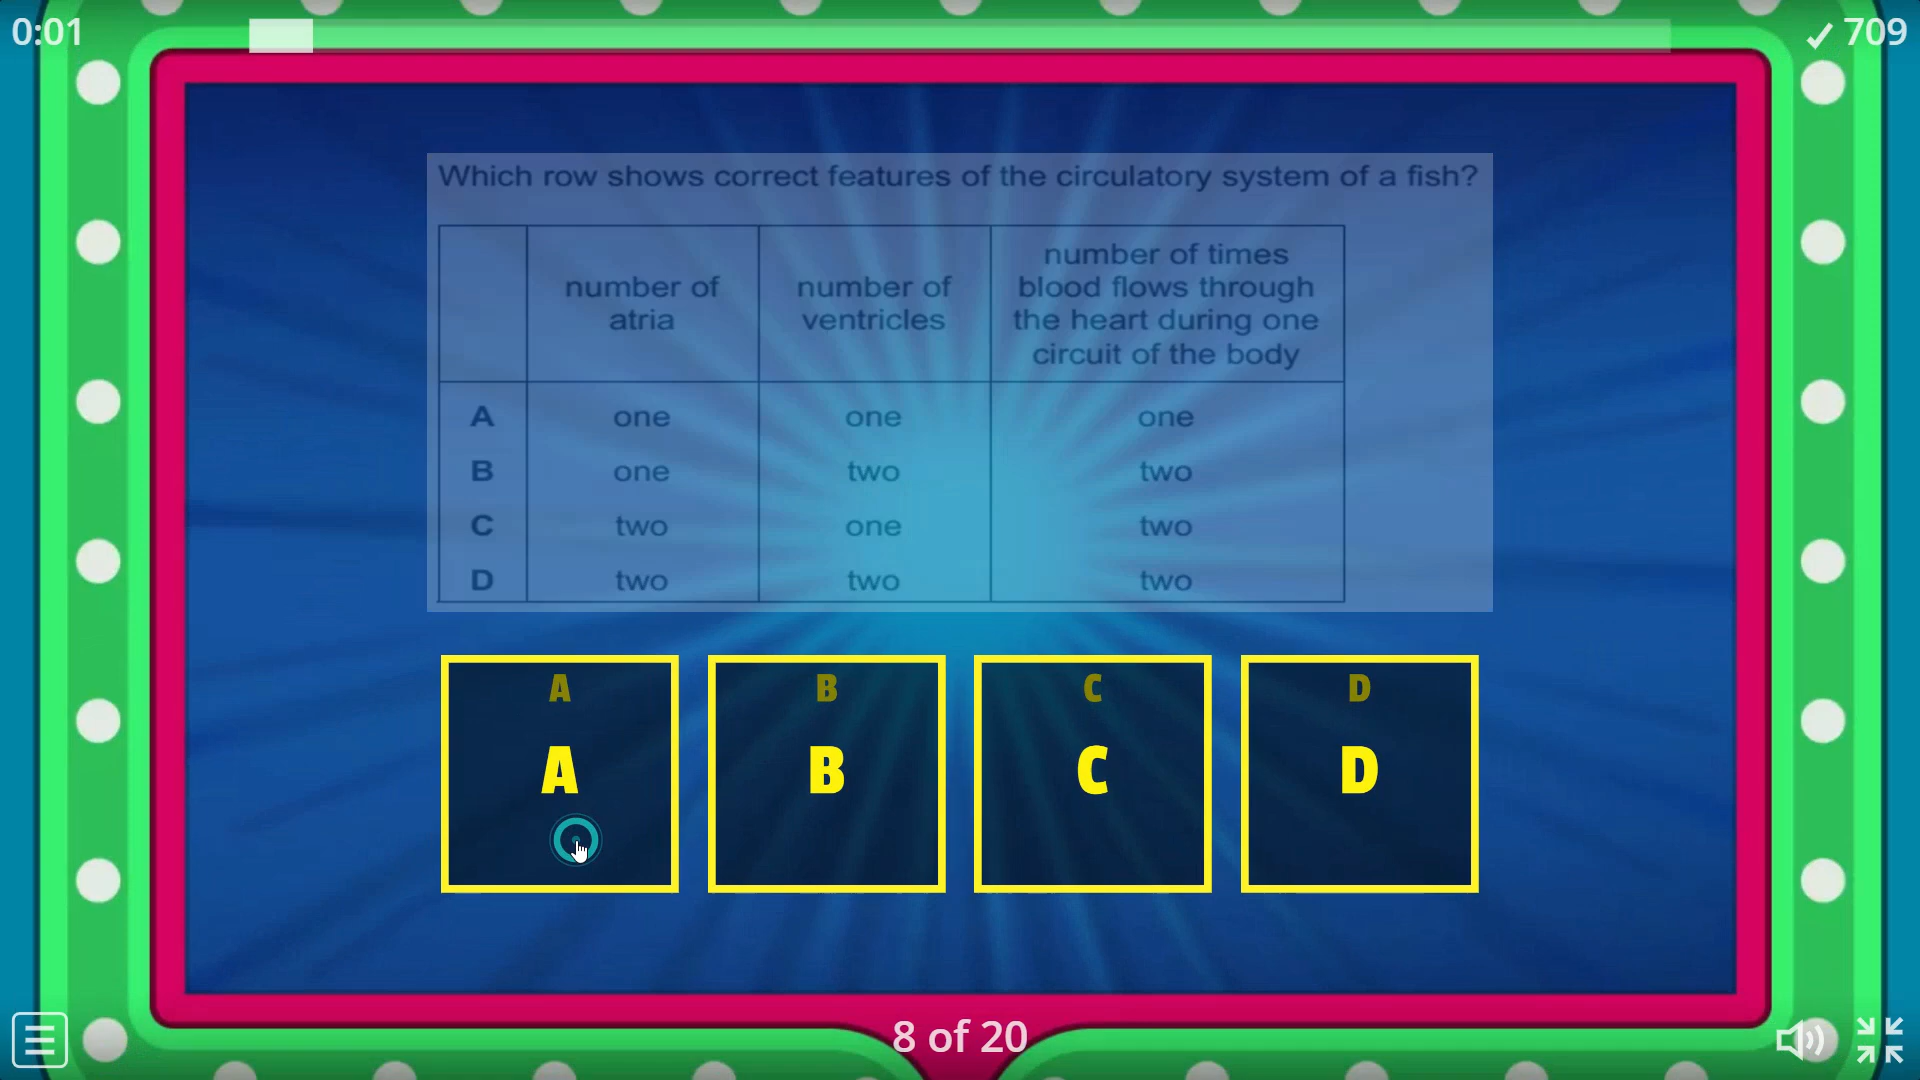 0:01
✓ 709
Which row shows correct features of the circulatory system of a fish?
number of atria
number of ventricles
number of times blood flows through the heart during one circuit of the body
A one one one
B one two two
C two one two
D two two two
A B C D
A B C D
8 of 20